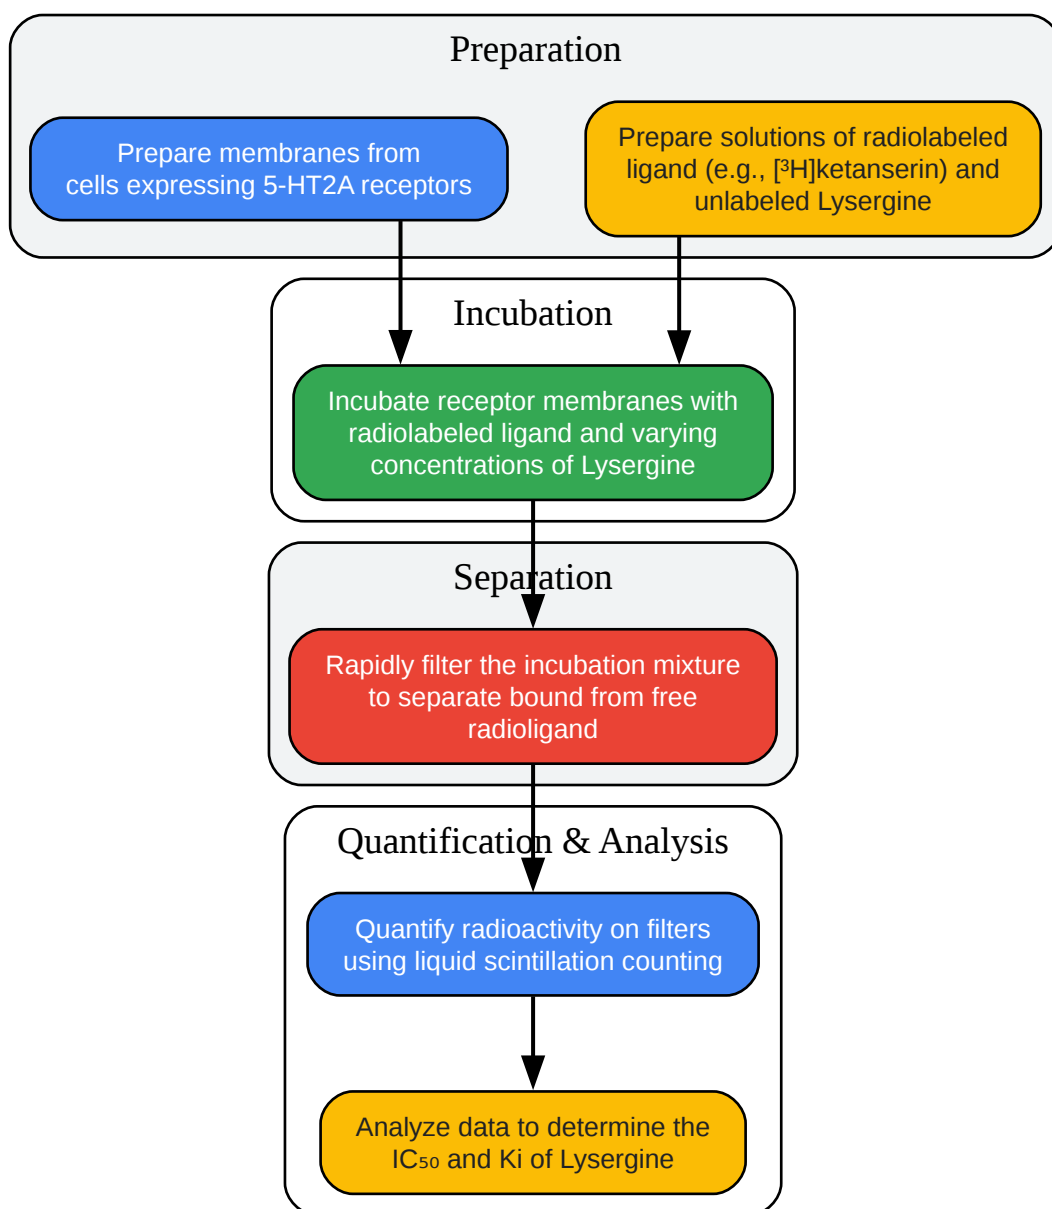 Preparation
Prepare membranes from
cells expressing 5-HT2A receptors
Prepare solutions of radiolabeled
ligand (e.g., [³H]ketanserin) and
unlabeled Lysergine
Incubation
Incubate receptor membranes with
radiolabeled ligand and varying
concentrations of Lysergine
Separation
Rapidly filter the incubation mixture
to separate bound from free
radioligand
Quantification & Analysis
Quantify radioactivity on filters
using liquid scintillation counting
Analyze data to determine the
IC₅₀ and Ki of Lysergine